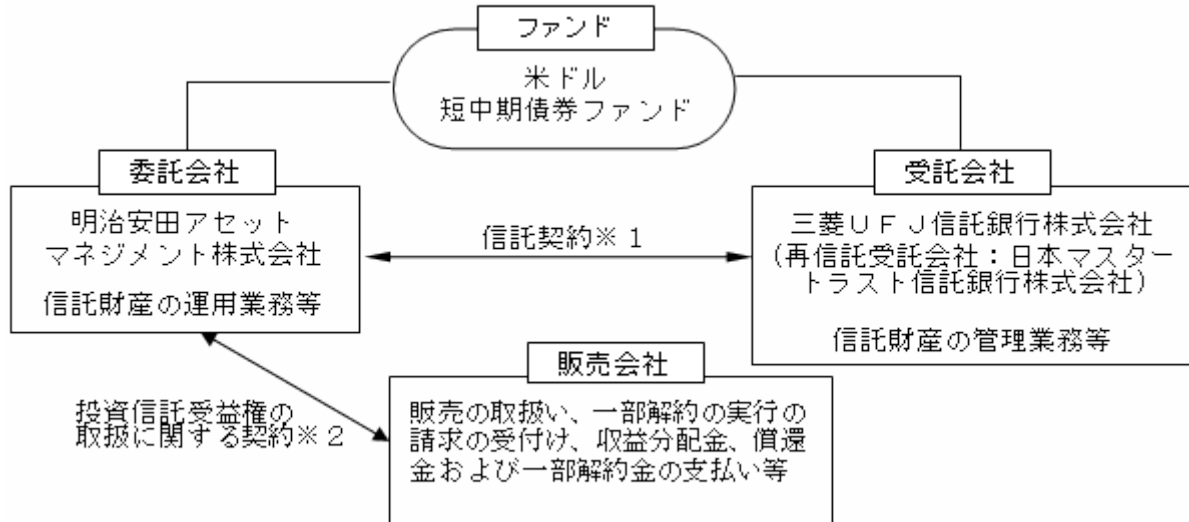 ファンド
米ドル
短中期債券ファンド
委託会社
明治安田アセット
マネジメント株式会社
信託財産の運用業務等
信託契約※1
受託会社
三菱UFJ信託銀行株式会社
(再信託受託会社:日本マスター
トラスト信託銀行株式会社)
信託財産の管理業務等
投資信託受益権の
取扱に関する契約※2
販売会社
販売の取扱い、一部解約の実行の
請求の受付け、収益分配金、償還
金および一部解約金の支払い等